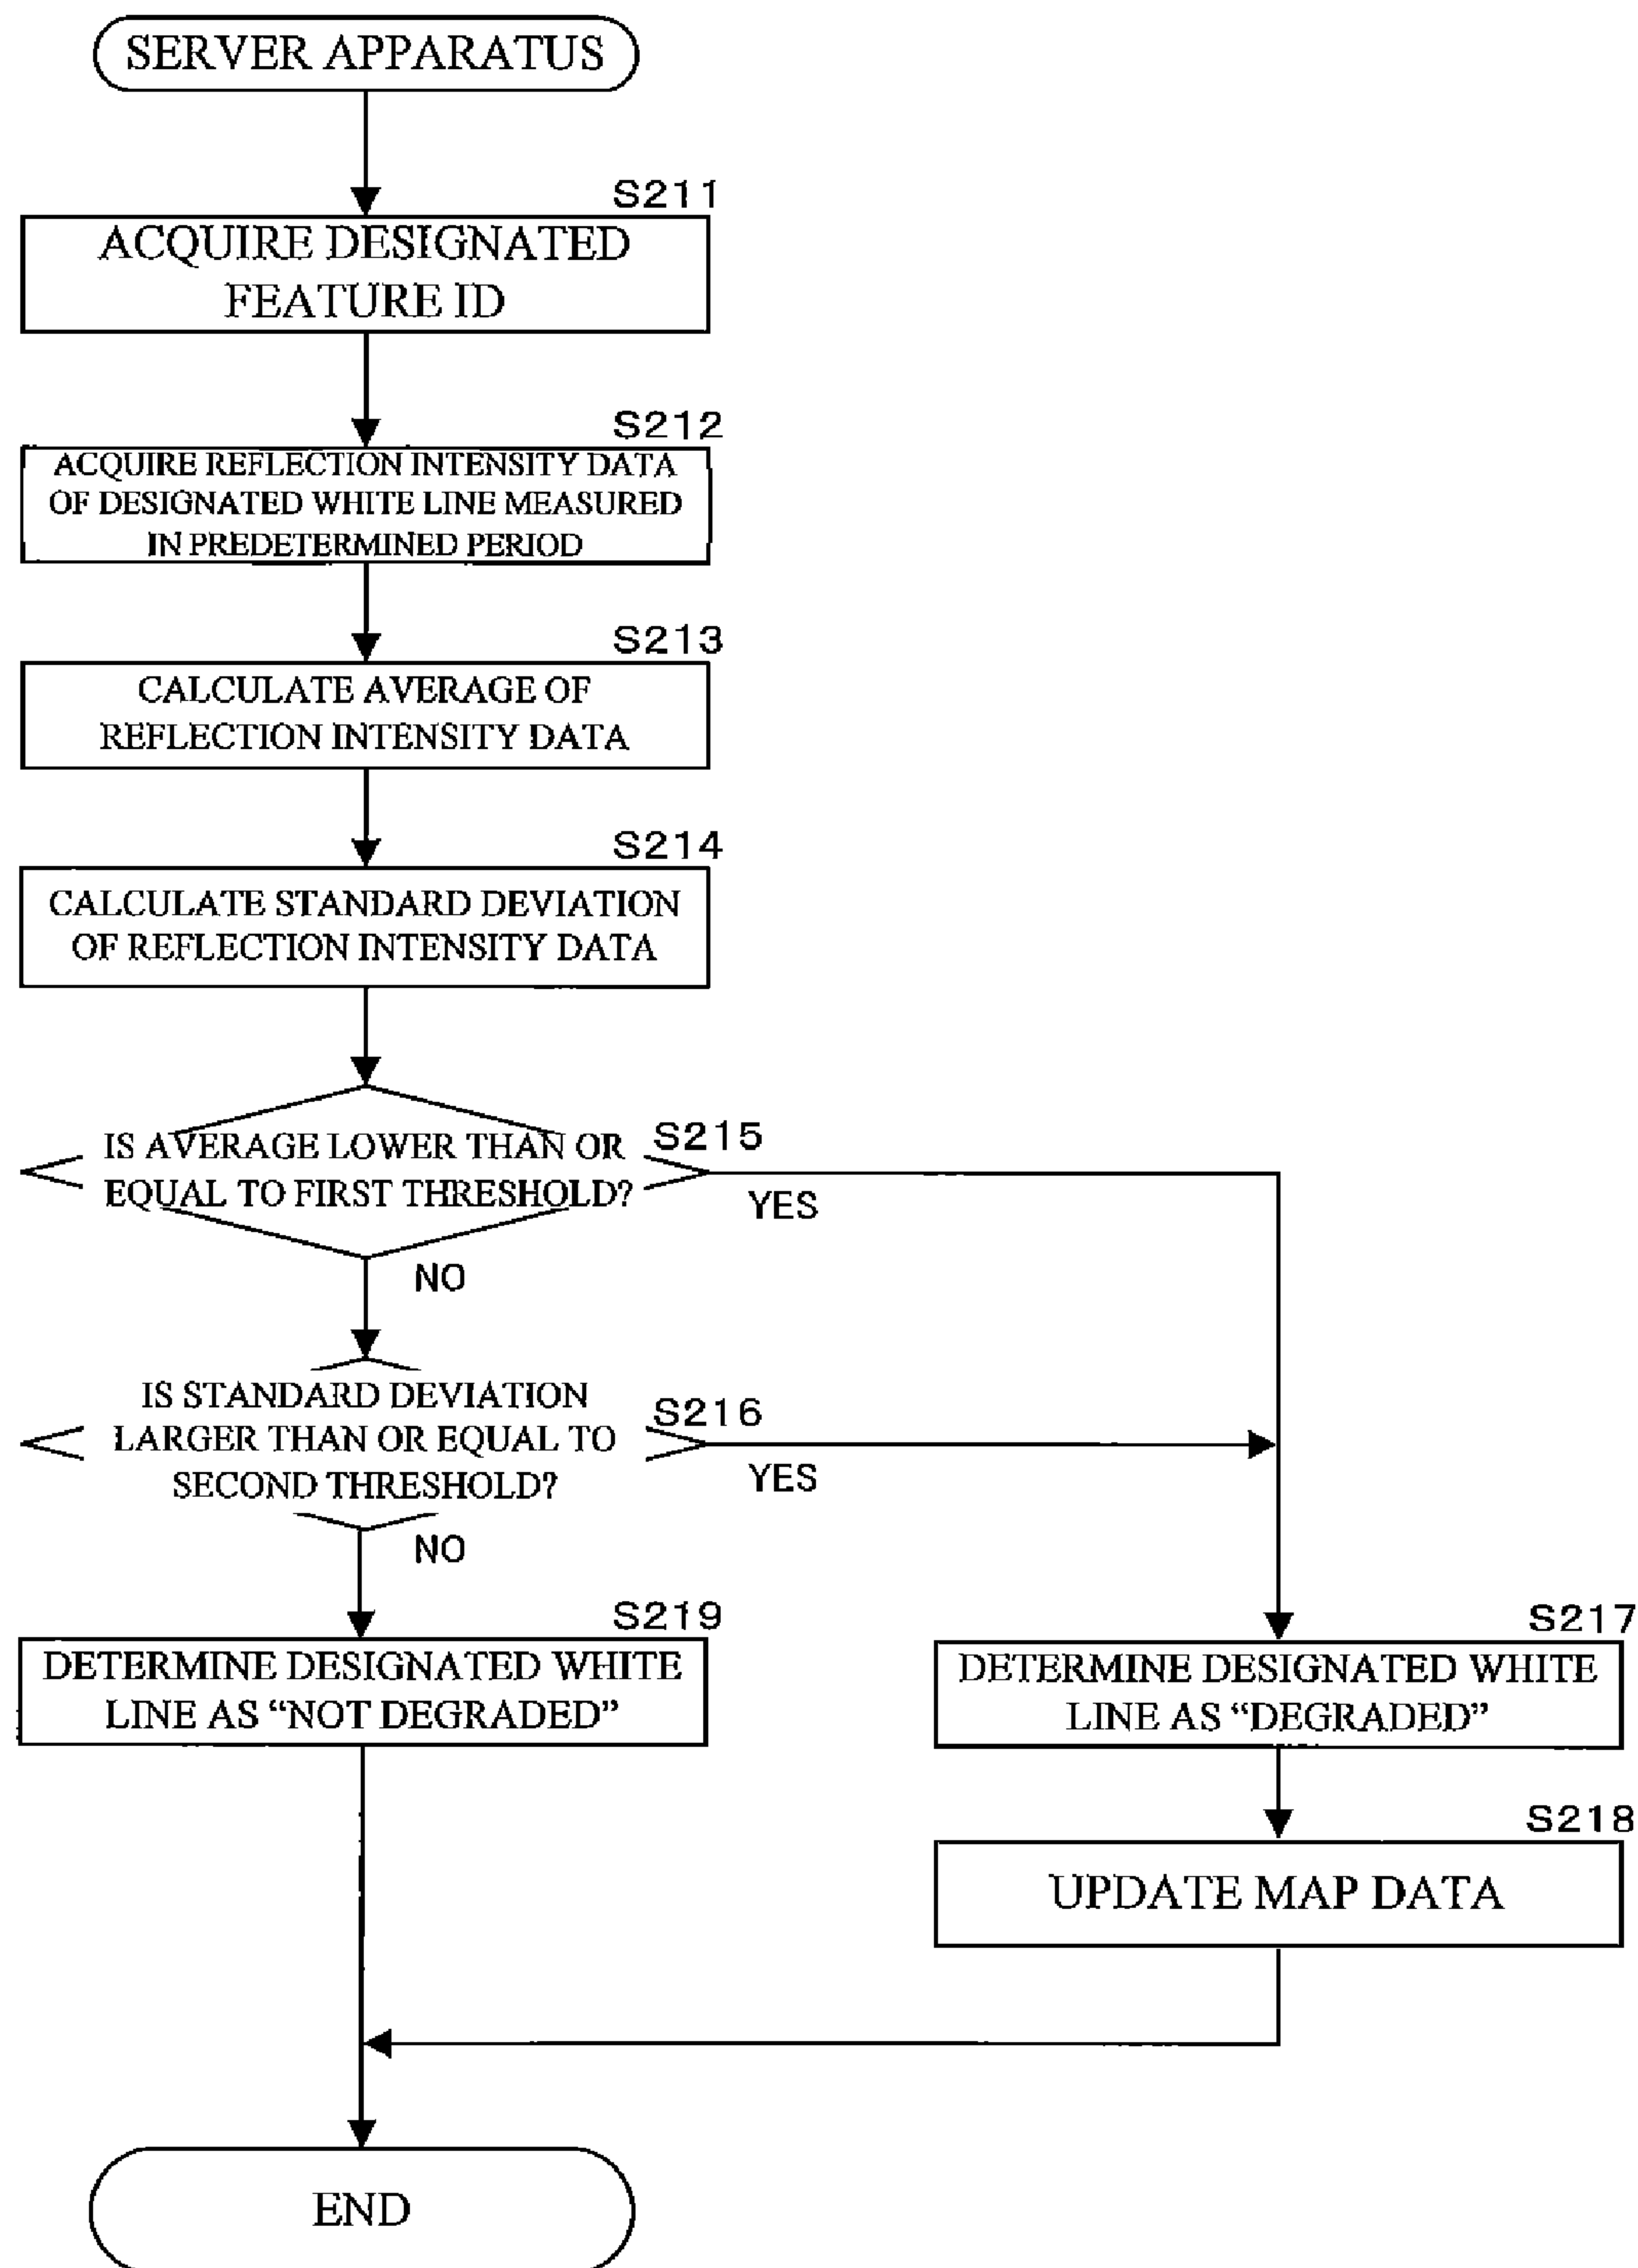 SERVER APPARATUS
S211
ACQUIRE DESIGNATED
FEATURE ID
S212
ACQUIRE REFLECTION INTENSITY DATA
OF DESIGNATED WHITE LINE MEASURED
IN PREDETERMINED PERIOD
S213
CALCULATE AVERAGE OF
REFLECTION INTENSITY DATA
S214
CALCULATE STANDARD DEVIATION
OF REFLECTION INTENSITY DATA
S215
IS AVERAGE LOWER THAN OR
EQUAL TO FIRST THRESHOLD?
YES
NO
S216
IS STANDARD DEVIATION
LARGER THAN OR EQUAL TO
SECOND THRESHOLD?
YES
NO
S219
DETERMINE DESIGNATED WHITE
LINE AS “NOT DEGRADED”
S217
DETERMINE DESIGNATED WHITE
LINE AS “DEGRADED”
S218
UPDATE MAP DATA
END